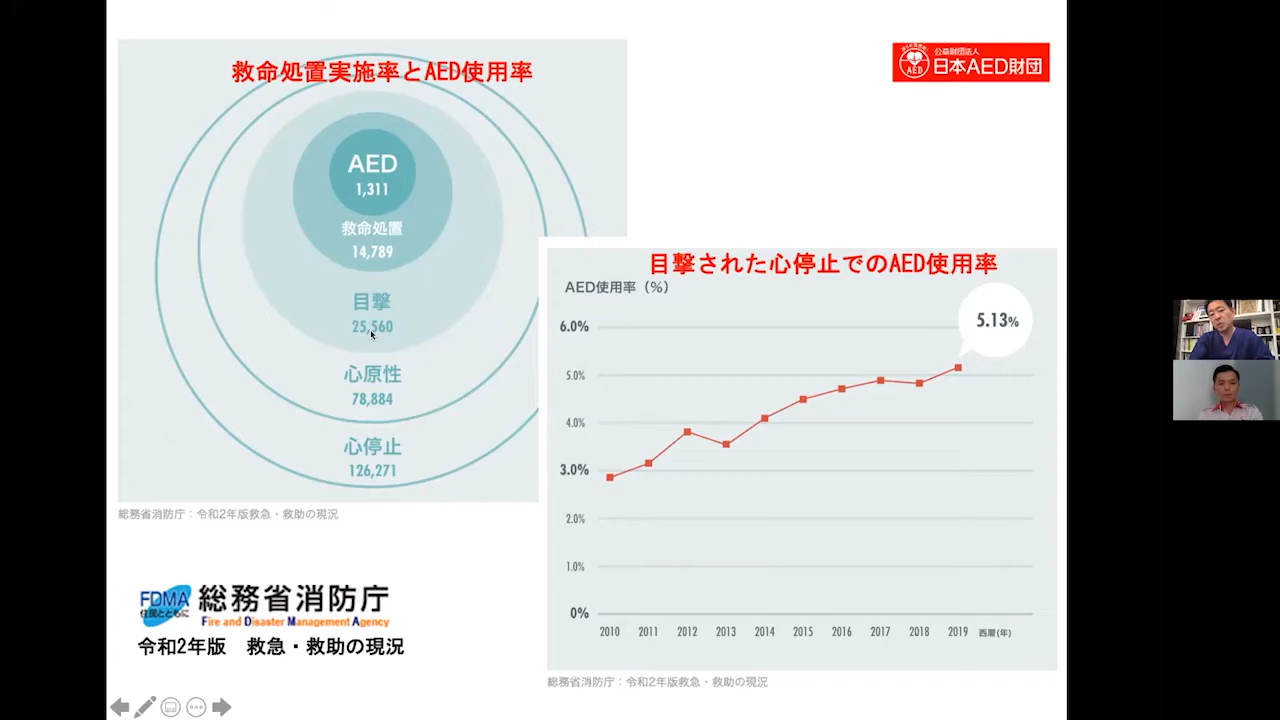 救命処置実施率とAED使用率
AED
1,311
救命処置
14,789
目撃
25,560
心原性
78,884
心停止
126,271
総務省消防庁：令和2年版救急・救助の現況
公益財団法人
日本AED財団
AED
目撃された心停止でのAED使用率
AED使用率（%）
5.13%
6.0%
5.0%
4.0%
3.0%
2.0%
1.0%
0%
2010 2011 2012 2013 2014 2015 2016 2017 2018 2019 西暦(年)
総務省消防庁：令和2年版救急・救助の現況
FDMA
住民とともに
総務省消防庁
Fire and Disaster Management Agency
令和2年版　救急・救助の現況